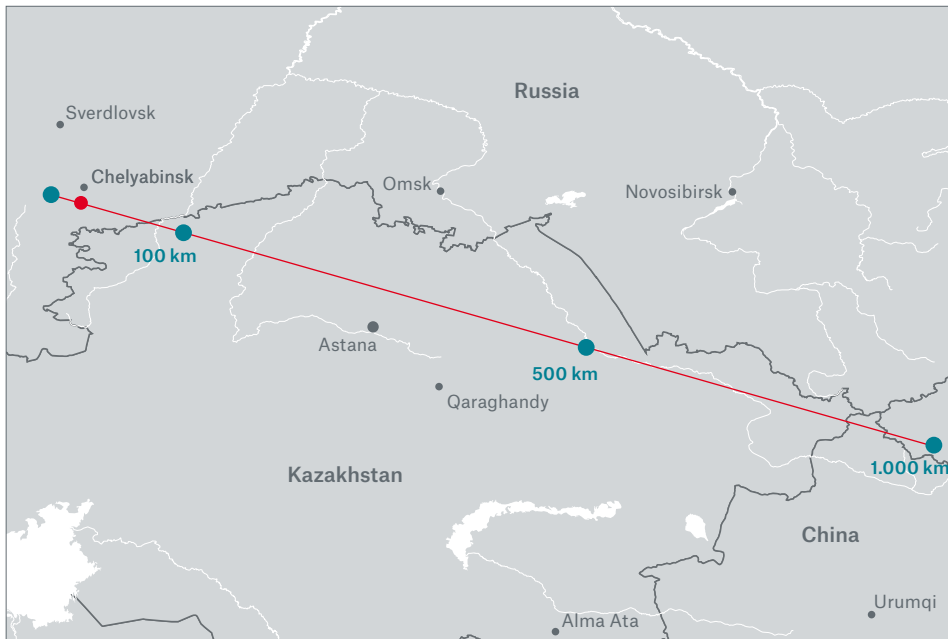 Russia
Sverdlovsk
Chelyabinsk
Omsk
Novosibirsk
100 km
Astana
500 km
Qaraghandy
1.000 km
Kazakhstan
China
Urumqi
Alma Ata